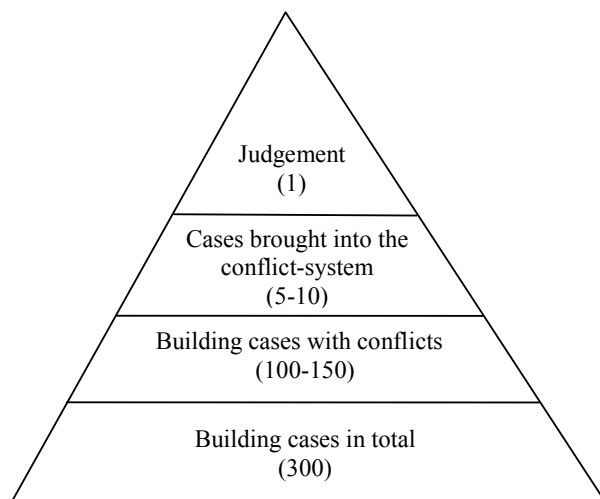 Judgement
(1)
Cases brought into the
conflict-system
(5-10)
Building cases with conflicts
(100-150)
Building cases in total
(300)